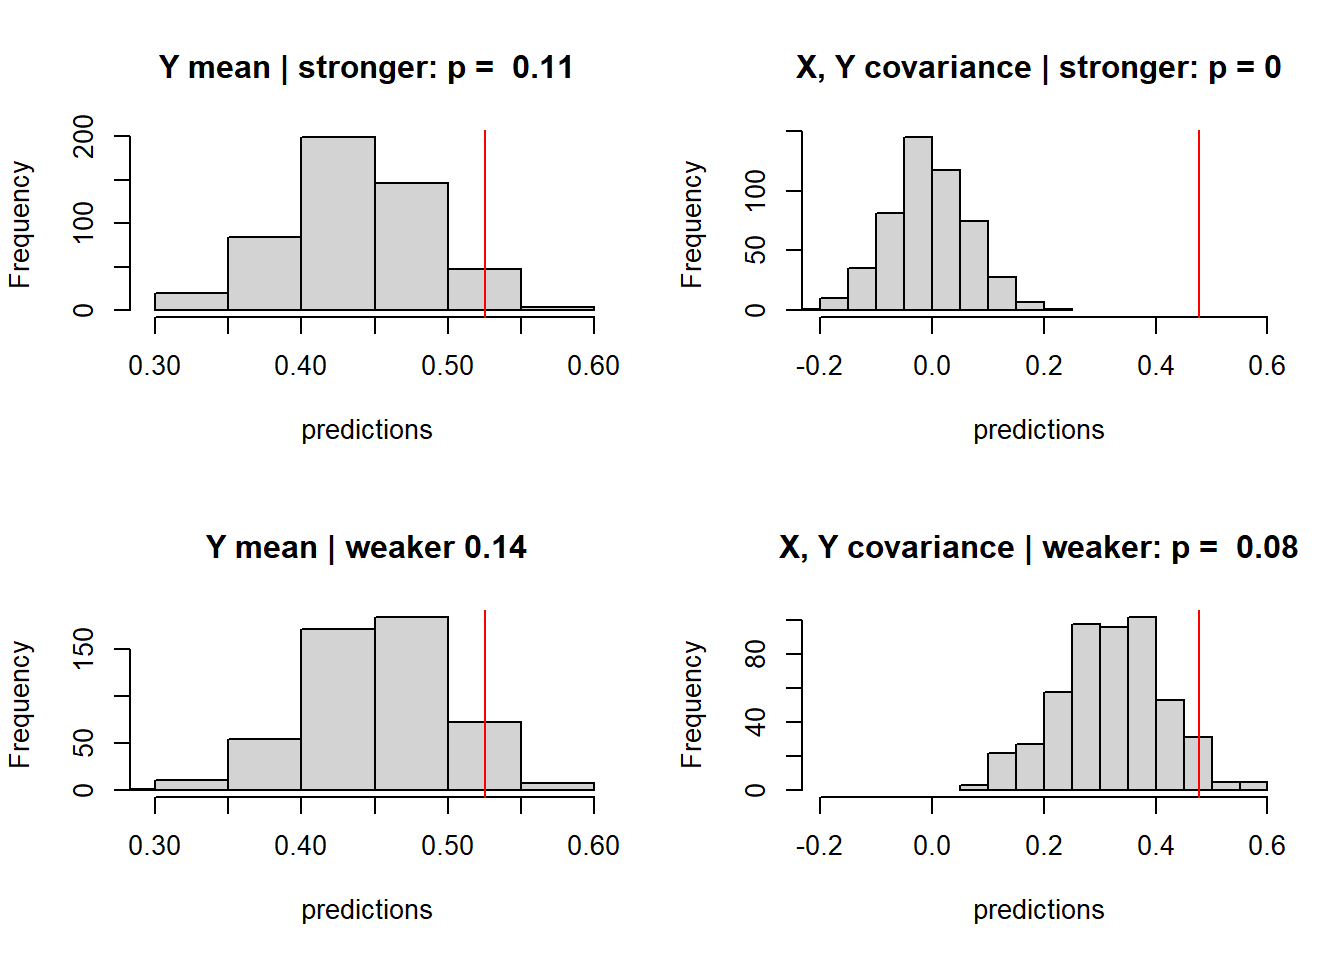 Y mean | stronger: p =  0.11
Frequency
200
100
0
0.30 0.40 0.50 0.60
predictions
X, Y covariance | stronger: p = 0
Frequency
100
50
0
-0.2 0.0 0.2 0.4 0.6
predictions
Y mean | weaker 0.14
Frequency
150
50
0
0.30 0.40 0.50 0.60
predictions
X, Y covariance | weaker: p =  0.08
Frequency
80
40
0
-0.2 0.0 0.2 0.4 0.6
predictions